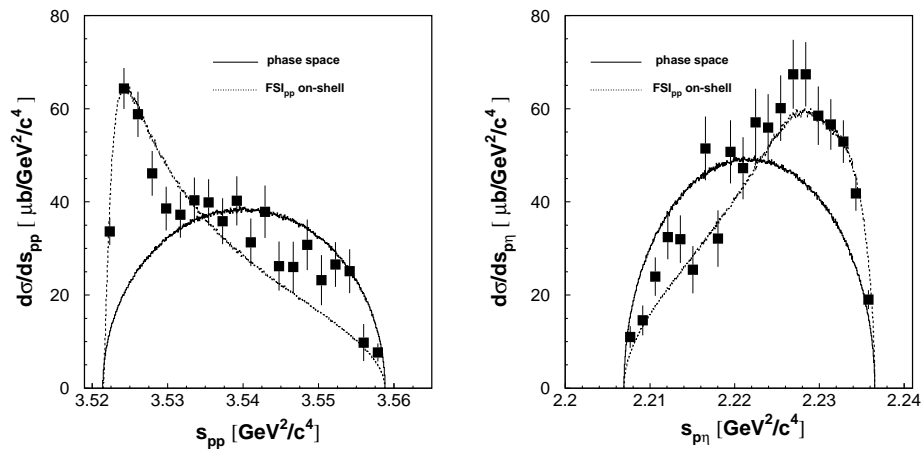 dσ/ds_pp [ μb/GeV²/c⁴ ]
80
60
40
20
0
phase space
FSI_pp on-shell
3.52 3.53 3.54 3.55 3.56
s_pp [GeV²/c⁴]
dσ/ds_pη [ μb/GeV²/c⁴ ]
80
60
40
20
0
phase space
FSI_pp on-shell
2.2 2.21 2.22 2.23 2.24
s_pη [GeV²/c⁴]